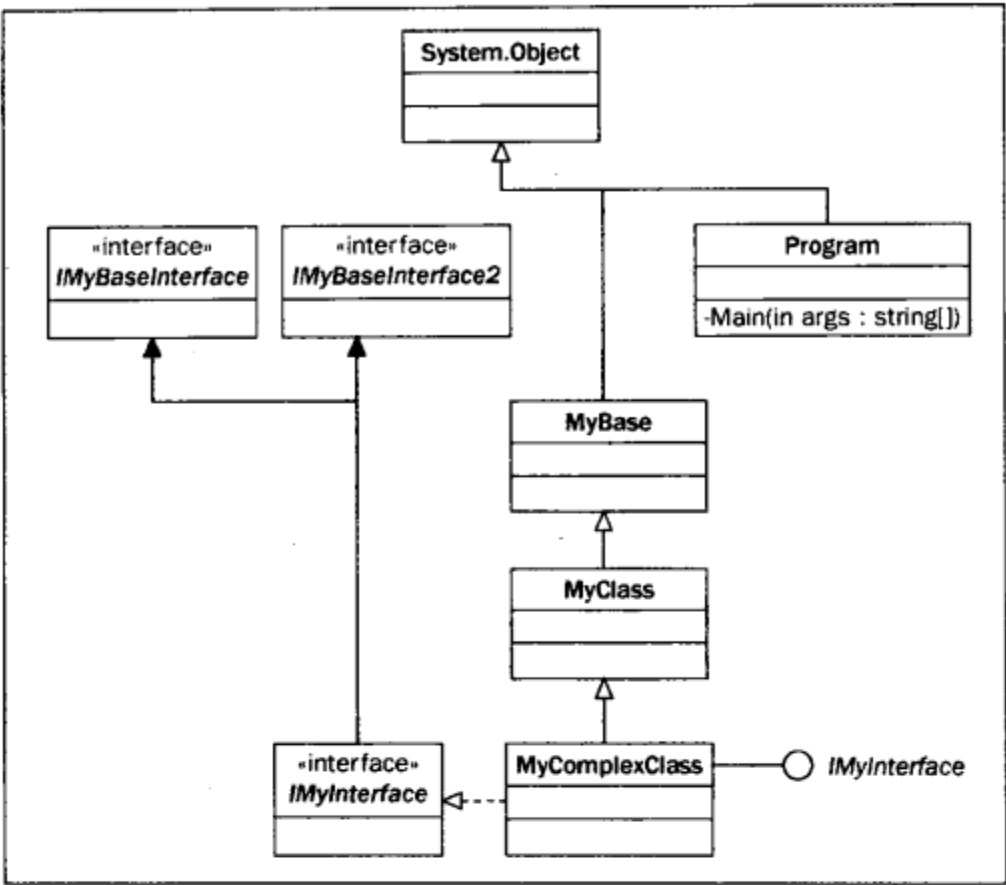 System.Object
«interface»
IMyBaseInterface
«interface»
IMyBaseInterface2
Program
-Main(in args : string[])
MyBase
MyClass
«interface»
IMyInterface
MyComplexClass
IMyInterface